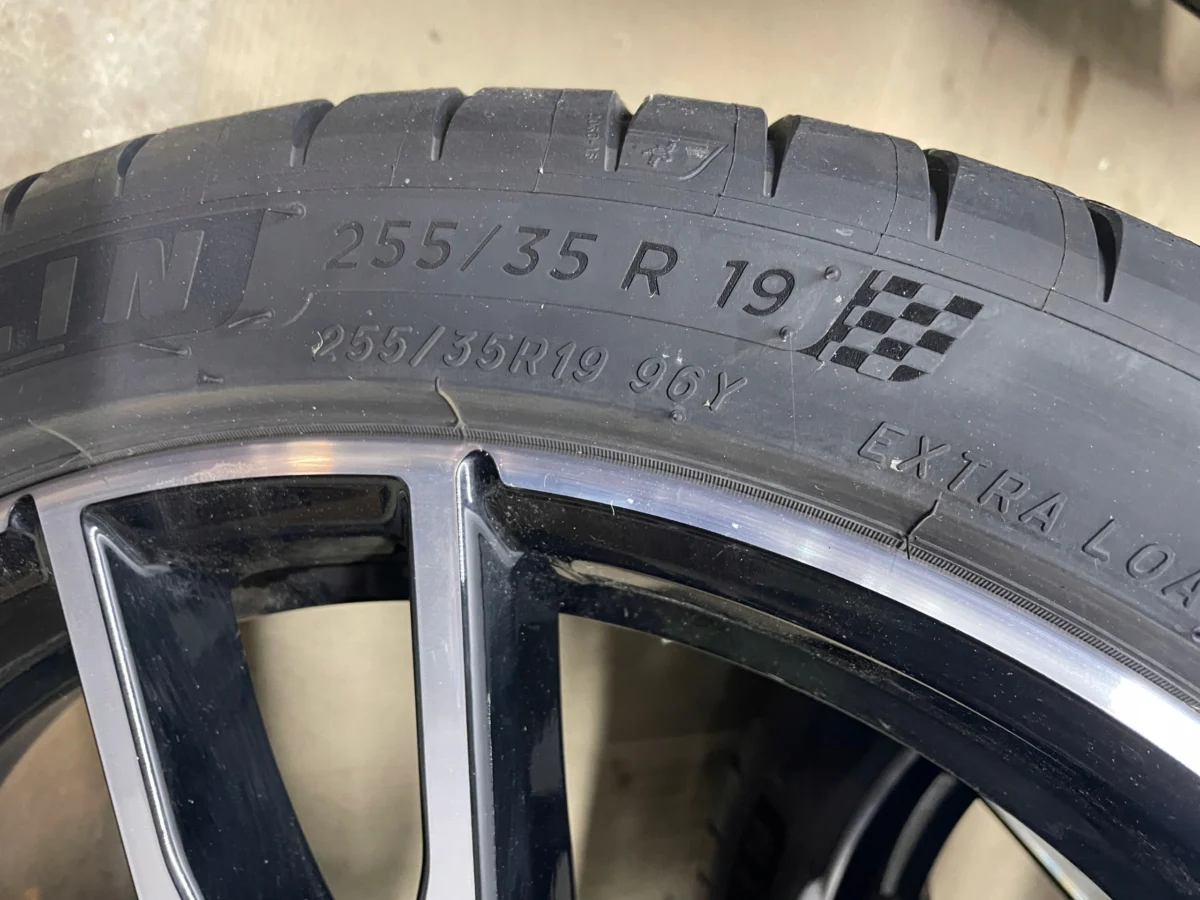 LIN
255/35 R 19
255/35R19 96Y
EXTRA LOA